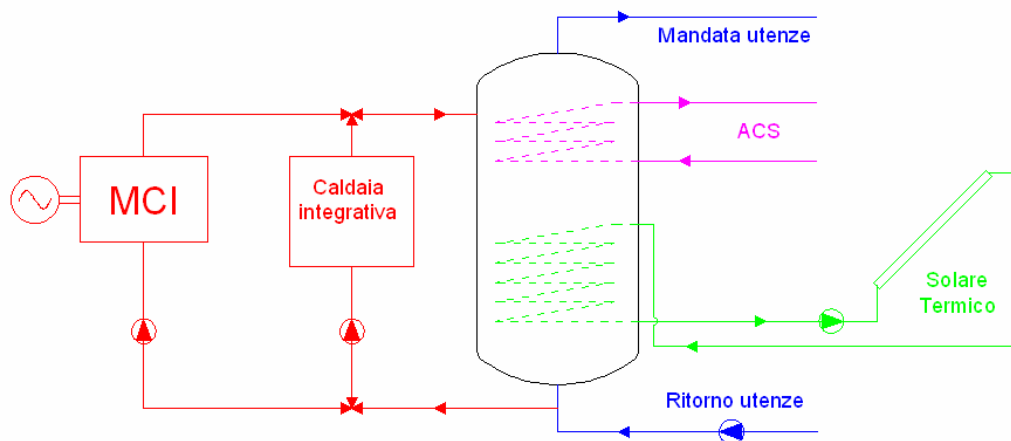 Mandata utenze
ACS
MCI
Caldaia
integrativa
Solare
Termico
Ritorno utenze